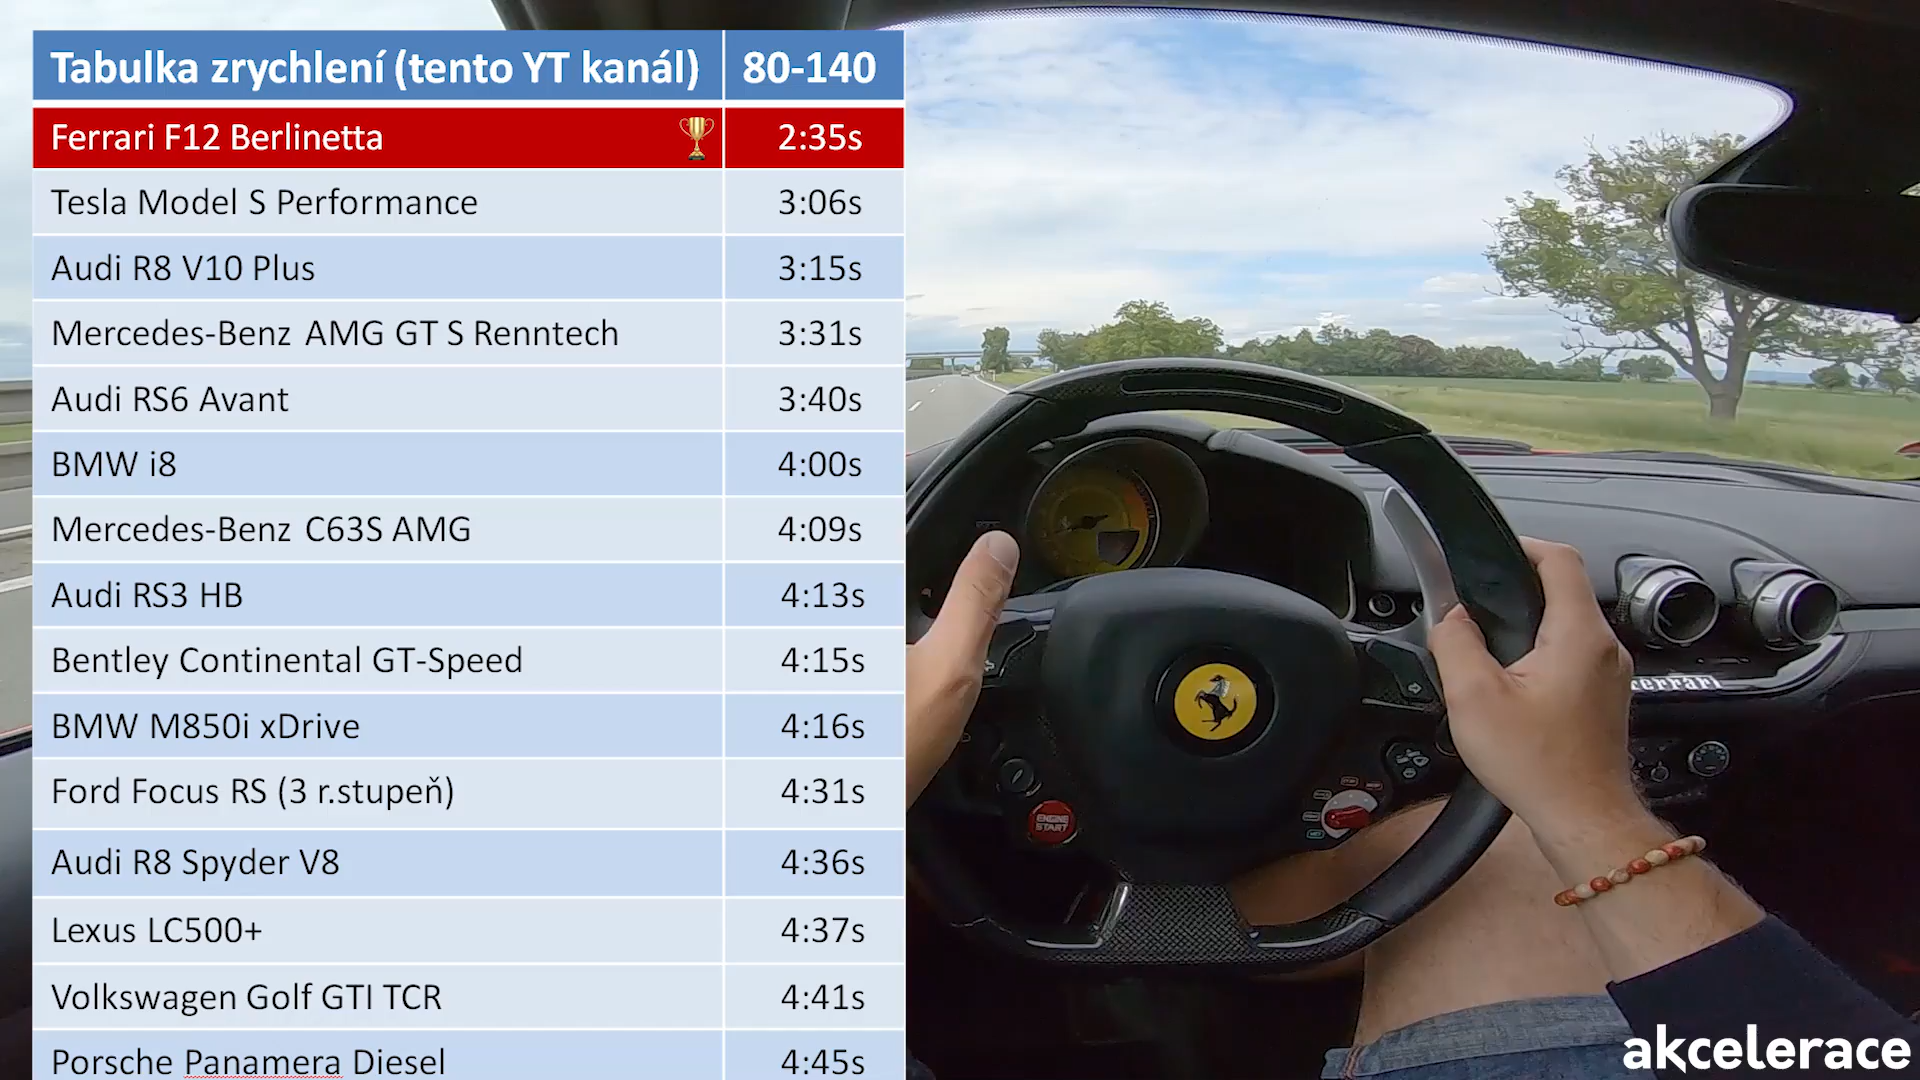 Tabulka zrychlení (tento YT kanál) 80-140
Ferrari F12 Berlinetta 2:35s
Tesla Model S Performance 3:06s
Audi R8 V10 Plus 3:15s
Mercedes-Benz AMG GT S Renntech 3:31s
Audi RS6 Avant 3:40s
BMW i8 4:00s
Mercedes-Benz C63S AMG 4:09s
Audi RS3 HB 4:13s
Bentley Continental GT-Speed 4:15s
BMW M850i xDrive 4:16s
Ford Focus RS (3 r.stupeň) 4:31s
Audi R8 Spyder V8 4:36s
Lexus LC500+ 4:37s
Volkswagen Golf GTI TCR 4:41s
Porsche Panamera Diesel 4:45s
ENGINE
START
Ferrari
akcelerace